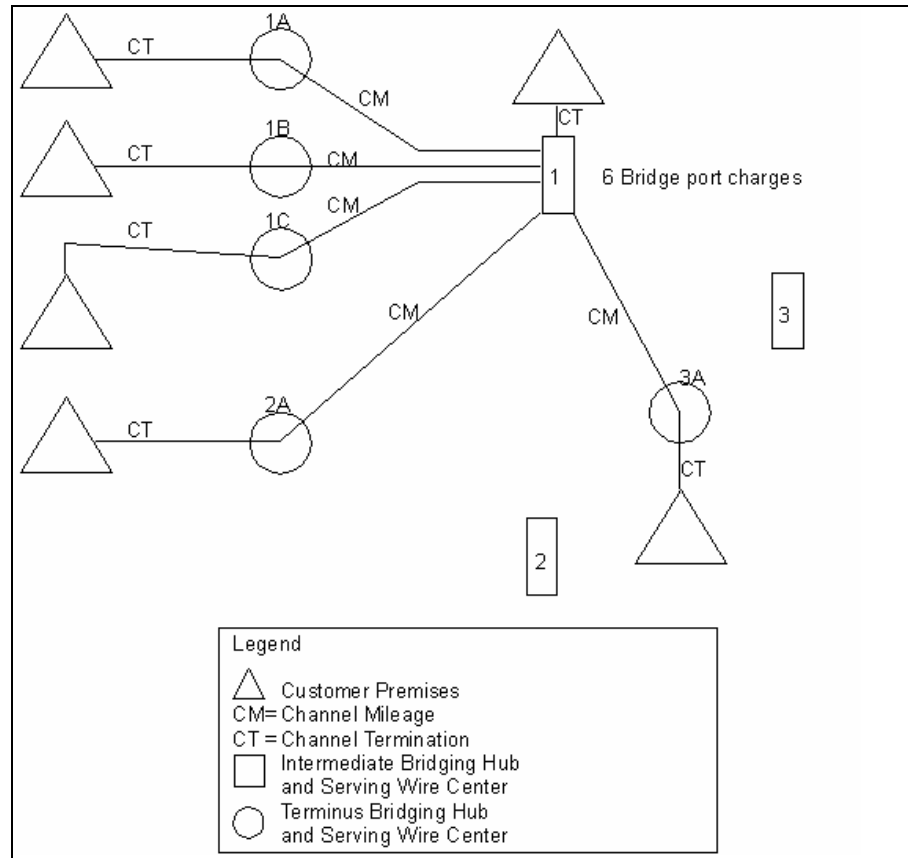 1A
CT
CM
CT
1B
CT
CM
1
6 Bridge port charges
1C
CT
CM
CM
CM
3
3A
2A
CT
CT
2
Legend
Customer Premises
CM= Channel Mileage
CT = Channel Termination
Intermediate Bridging Hub
and Serving Wire Center
Terminus Bridging Hub
and Serving Wire Center